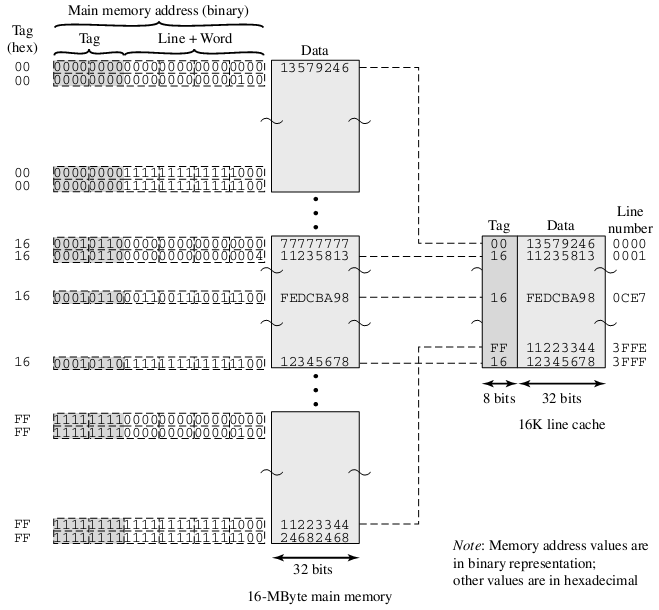 Main memory address (binary)
Tag
(hex)
Tag
Line + Word
Data
00 000000000000000000000000 13579246
00 000000000000000000000100
00 000000001111111111111000
00 000000001111111111111100
Tag Data Line
number
16 000101100000000000000000 77777777 00 13579246 0000
16 000101100000000000000004 11235813 16 11235813 0001
16 000101100011001110011100 FEDCBA98 16 FEDCBA98 0CE7
FF 11223344 3FFE
16 000101101111111111111100 12345678 16 12345678 3FFF
8 bits 32 bits
16K line cache
FF 111111110000000000000000
FF 111111110000000000000100
FF 111111111111111111111000 11223344
FF 111111111111111111111100 24682468
32 bits
16-MByte main memory
Note: Memory address values are
in binary representation;
other values are in hexadecimal